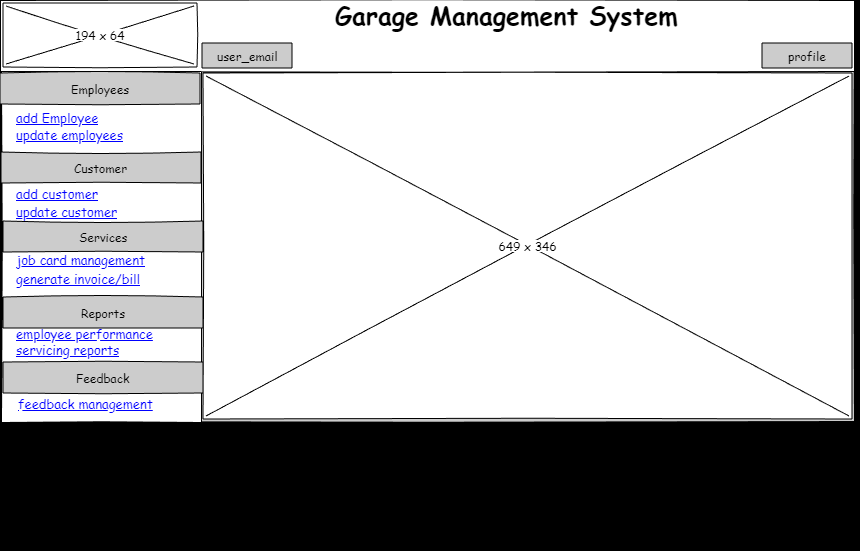 Garage Management System
194 x 64
user_email
profile
Employees
add Employee
update employees
Customer
add customer
update customer
Services
job card management
generate invoice/bill
Reports
employee performance
servicing reports
Feedback
feedback management
649 x 346